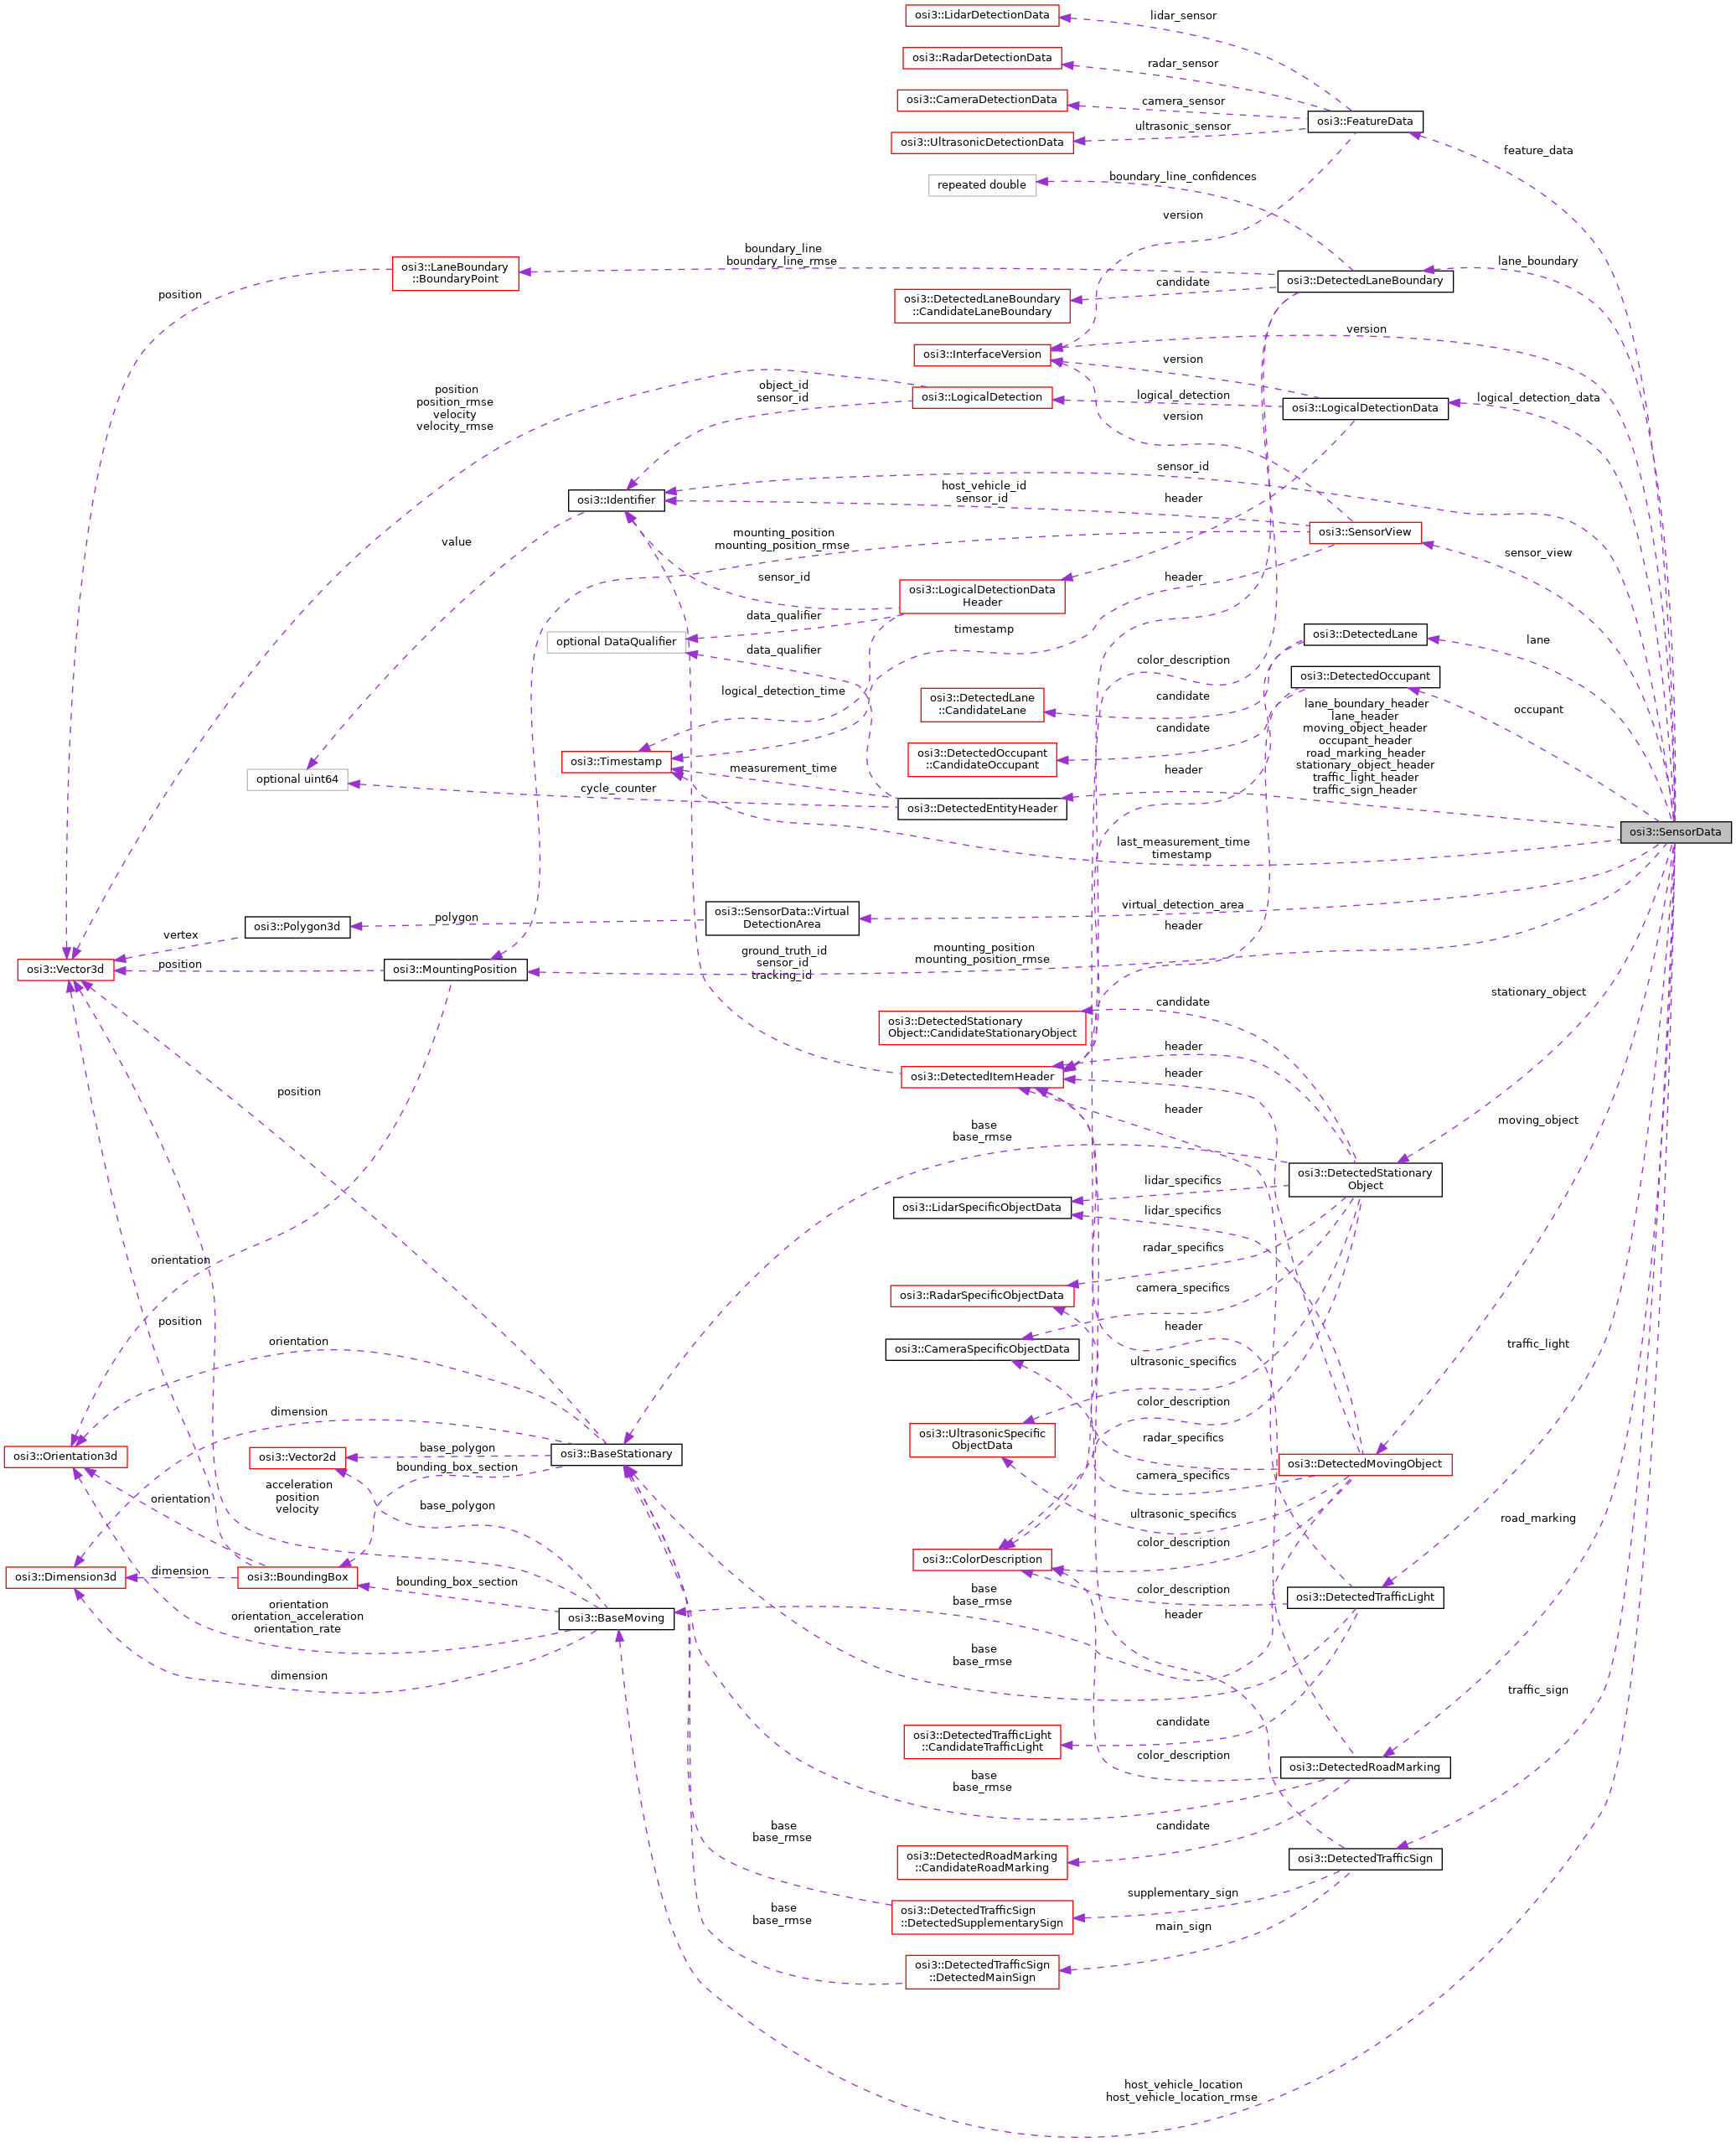 osi3::LidarDetectionData
lidar_sensor
osi3::RadarDetectionData
radar_sensor
osi3::CameraDetectionData
camera_sensor
osi3::FeatureData
ultrasonic_sensor
osi3::UltrasonicDetectionData
feature_data
repeated double
boundary_line_confidences
version
boundary_line
boundary_line_rmse
lane_boundary
osi3::LaneBoundary
::BoundaryPoint
osi3::DetectedLaneBoundary
candidate
position
osi3::DetectedLaneBoundary
::CandidateLaneBoundary
version
osi3::InterfaceVersion
version
position
position_rmse
velocity
velocity_rmse
object_id
sensor_id
osi3::LogicalDetection
logical_detection
version
osi3::LogicalDetectionData
logical_detection_data
sensor_id
host_vehicle_id
sensor_id
header
osi3::Identifier
value
mounting_position
mounting_position_rmse
osi3::SensorView
sensor_view
sensor_id
header
osi3::LogicalDetectionData
Header
data_qualifier
timestamp
optional DataQualifier
data_qualifier
osi3::DetectedLane
lane
color_description
osi3::DetectedOccupant
logical_detection_time
osi3::DetectedLane
::CandidateLane
candidate
occupant
lane_boundary_header
lane_header
moving_object_header
occupant_header
road_marking_header
stationary_object_header
traffic_light_header
traffic_sign_header
candidate
osi3::DetectedOccupant
::CandidateOccupant
osi3::Timestamp
measurement_time
header
optional uint64
cycle_counter
osi3::DetectedEntityHeader
osi3::SensorData
last_measurement_time
timestamp
virtual_detection_area
osi3::SensorData::Virtual
DetectionArea
polygon
osi3::Polygon3d
vertex
header
ground_truth_id
sensor_id
tracking_id
mounting_position
mounting_position_rmse
osi3::Vector3d
position
osi3::MountingPosition
stationary_object
candidate
osi3::DetectedStationary
Object::CandidateStationaryObject
header
osi3::DetectedItemHeader
header
position
header
moving_object
base
base_rmse
osi3::DetectedStationary
Object
lidar_specifics
osi3::LidarSpecificObjectData
lidar_specifics
radar_specifics
orientation
camera_specifics
osi3::RadarSpecificObjectData
position
header
orientation
osi3::CameraSpecificObjectData
traffic_light
ultrasonic_specifics
color_description
dimension
osi3::UltrasonicSpecific
ObjectData
radar_specifics
osi3::Orientation3d
osi3::Vector2d
base_polygon
osi3::BaseStationary
bounding_box_section
osi3::DetectedMovingObject
camera_specifics
acceleration
position
velocity
orientation
base_polygon
ultrasonic_specifics
road_marking
color_description
osi3::ColorDescription
osi3::Dimension3d
dimension
osi3::BoundingBox
bounding_box_section
color_description
osi3::DetectedTrafficLight
base
base_rmse
orientation
orientation_acceleration
orientation_rate
osi3::BaseMoving
header
base
base_rmse
dimension
traffic_sign
candidate
osi3::DetectedTrafficLight
::CandidateTrafficLight
color_description
osi3::DetectedRoadMarking
base
base_rmse
candidate
base
base_rmse
osi3::DetectedRoadMarking
::CandidateRoadMarking
osi3::DetectedTrafficSign
supplementary_sign
osi3::DetectedTrafficSign
::DetectedSupplementarySign
base
base_rmse
main_sign
osi3::DetectedTrafficSign
::DetectedMainSign
host_vehicle_location
host_vehicle_location_rmse